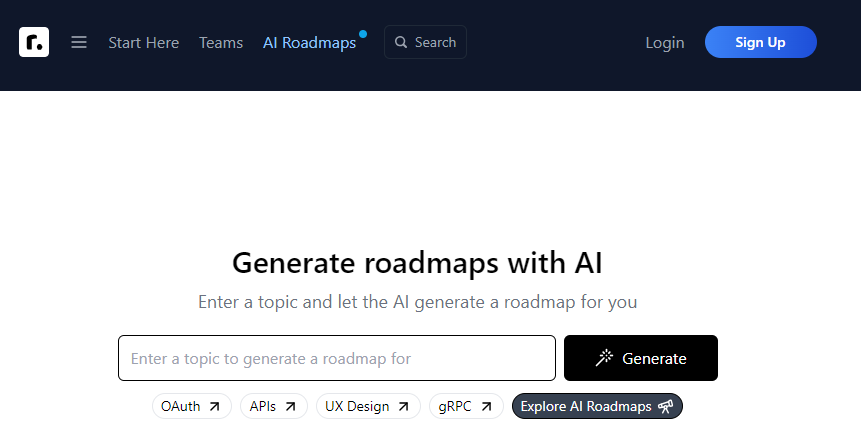 r. Start Here Teams AI Roadmaps Search Login Sign Up
Generate roadmaps with AI
Enter a topic and let the AI generate a roadmap for you
Enter a topic to generate a roadmap for Generate
OAuth APIs UX Design gRPC Explore AI Roadmaps